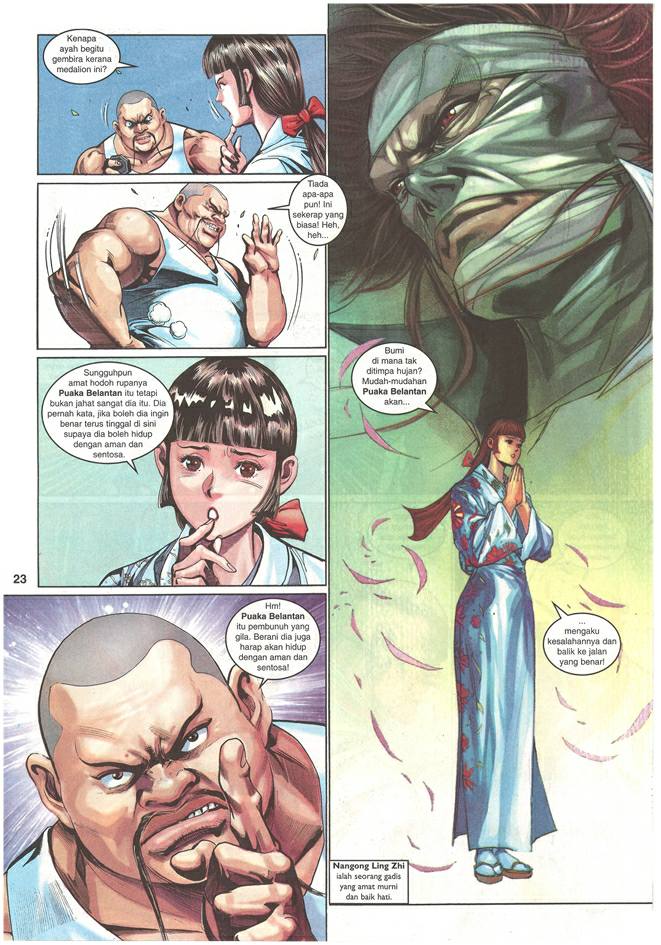 Kenapa
ayah begitu
gembira kerana
medalion ini?
Tiada
apa-apa
pun! Ini
sekerap yang
biasa! Heh,
heh...
Sungguhpun
amat hodoh rupanya
Puaka Belantan itu tetapi
bukan jahat sangat dia itu. Dia
pernah kata, jika boleh dia ingin
benar terus tinggal di sini
supaya dia boleh hidup
dengan aman dan
sentosa.
23
Hm!
Puaka Belantan
itu pembunuh yang
gila. Berani dia juga
harap akan hidup
dengan aman dan
sentosa!
Bumi
di mana tak
ditimpa hujan?
Mudah-mudahan
Puaka Belantan
akan...
...
mengaku
kesalahannya dan
balik ke jalan
yang benar!
Nangong Ling Zhi
ialah seorang gadis
yang amat murni
dan baik hati.